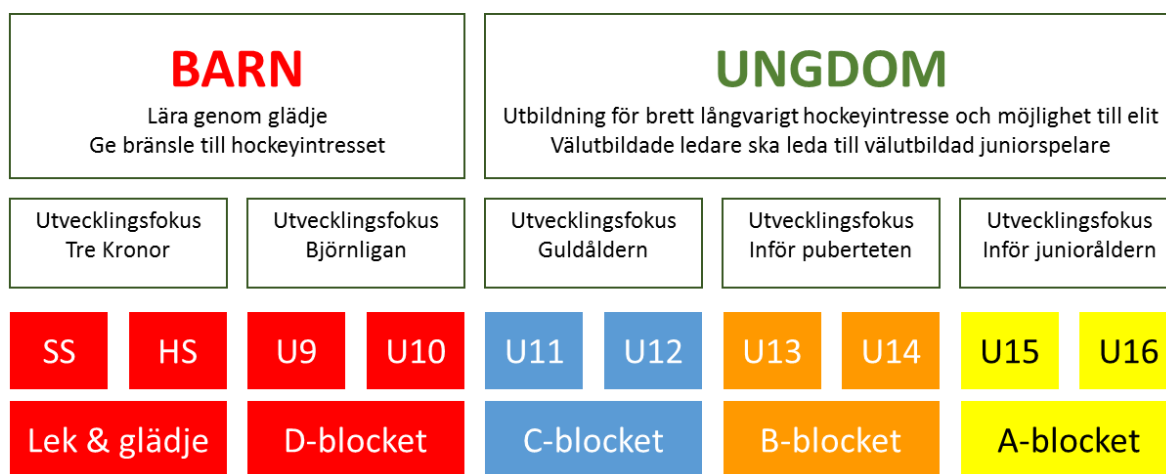 BARN
Lära genom glädje
Ge bränsle till hockeyintresset
UNGDOM
Utbildning för brett långvarigt hockeyintresse och möjlighet till elit
Välutbildade ledare ska leda till välutbildad juniorspelare
Utvecklingsfokus
Tre Kronor
Utvecklingsfokus
Björnligan
Utvecklingsfokus
Guldåldern
Utvecklingsfokus
Inför puberteten
Utvecklingsfokus
Inför junioråldern
SS
HS
U9
U10
U11
U12
U13
U14
U15
U16
Lek & glädje
D-blocket
C-blocket
B-blocket
A-blocket